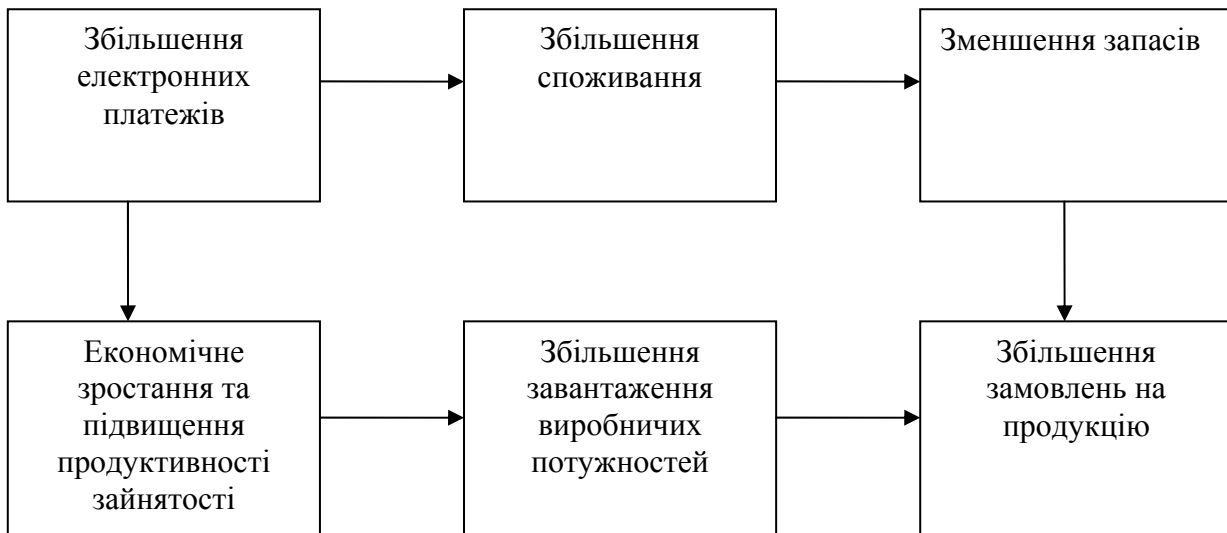 Збільшення
електронних
платежів
Збільшення
споживання
Зменшення запасів
Економічне
зростання та
підвищення
продуктивності
зайнятості
Збільшення
завантаження
виробничих
потужностей
Збільшення
замовлень на
продукцію